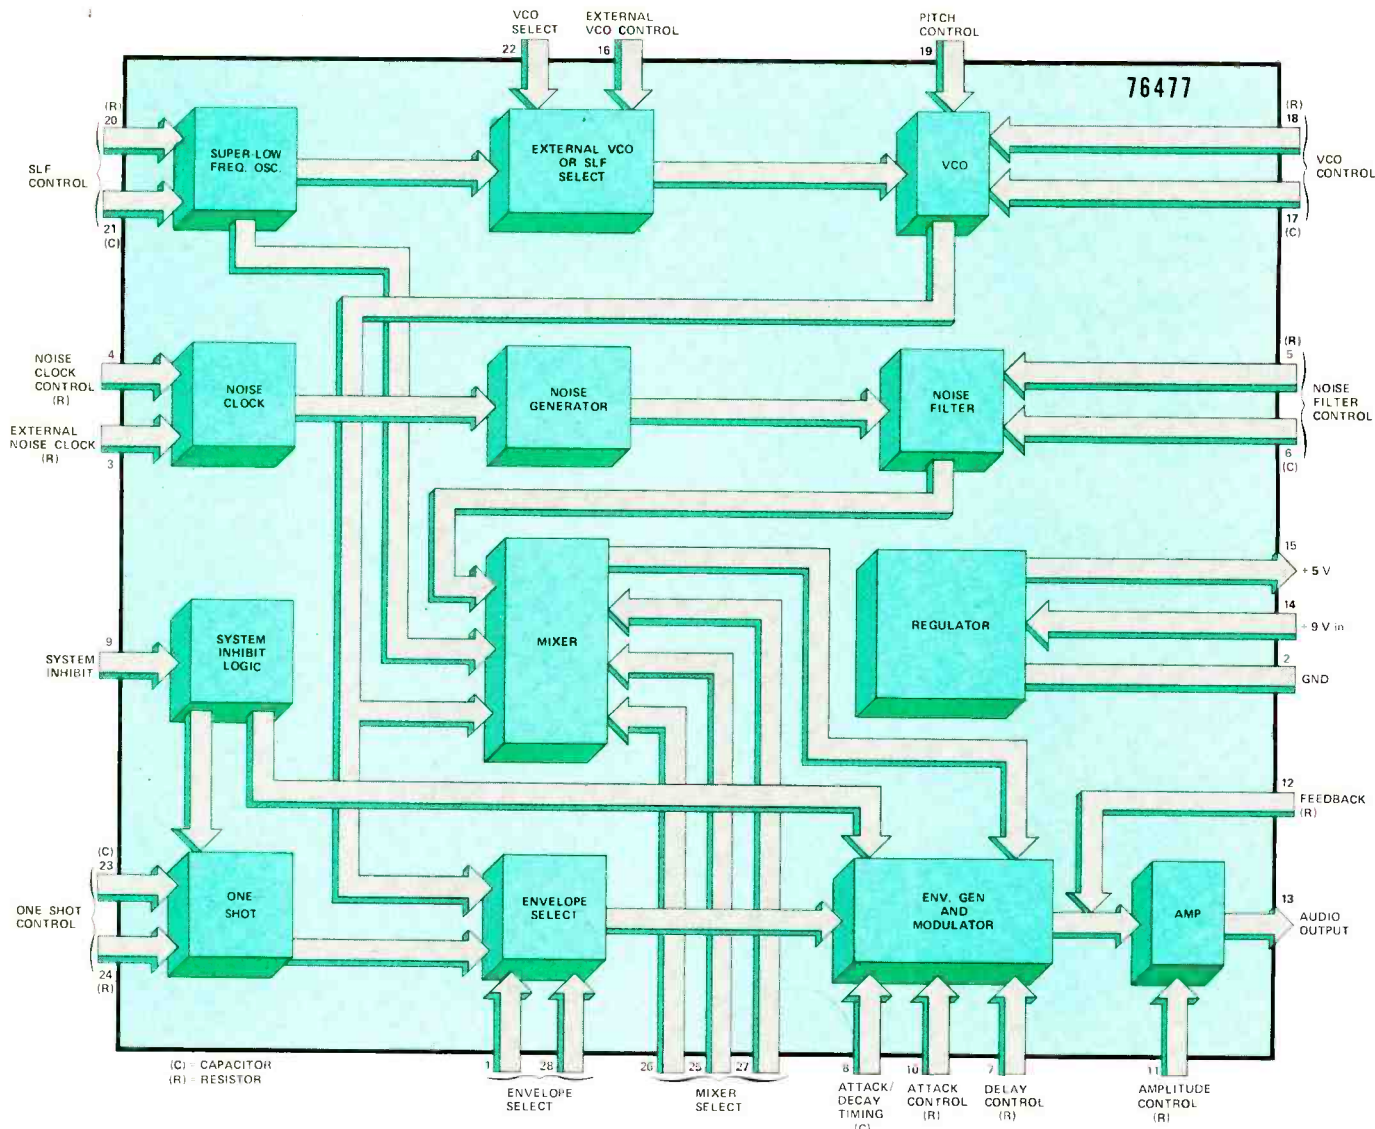 VCO
SELECT
22
EXTERNAL
VCO CONTROL
16
PITCH
CONTROL
19
76477
(R)
20
SLF
CONTROL
21
(C)
SUPER-LOW
FREQ. OSC.
EXTERNAL VCO
OR SLF
SELECT
VCO
(R)
18
VCO
CONTROL
17
(C)
4
NOISE
CLOCK
CONTROL
(R)
EXTERNAL
NOISE CLOCK
(R)
3
NOISE
CLOCK
NOISE
GENERATOR
NOISE
FILTER
(R)
5
NOISE
FILTER
CONTROL
6
(C)
MIXER
REGULATOR
15
+5 V
14
+9 V in
2
GND
9
SYSTEM
INHIBIT
SYSTEM
INHIBIT
LOGIC
12
FEEDBACK
(R)
(C)
23
ONE SHOT
CONTROL
24
(R)
ONE
SHOT
ENVELOPE
SELECT
ENV. GEN
AND
MODULATOR
AMP
13
AUDIO
OUTPUT
(C) = CAPACITOR
(R) = RESISTOR
1
28
ENVELOPE
SELECT
26
25
27
MIXER
SELECT
8
ATTACK/
DECAY
TIMING
(C)
10
ATTACK
CONTROL
(R)
7
DELAY
CONTROL
(R)
11
AMPLITUDE
CONTROL
(R)